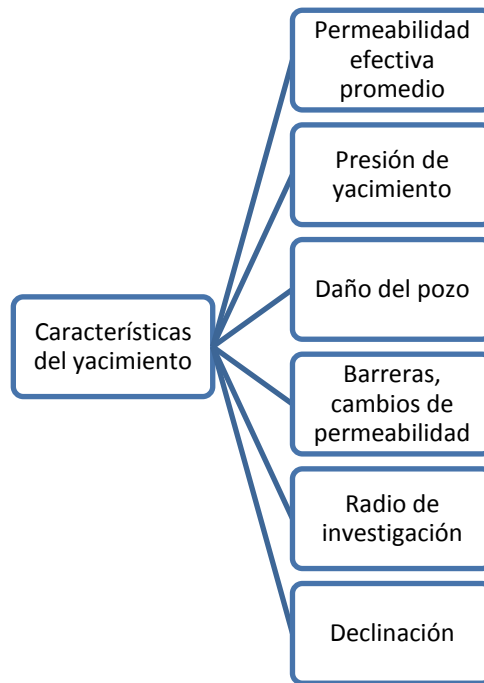 Permeabilidad
efectiva
promedio
Presión de
yacimiento
Daño del pozo
Características
del yacimiento
Barreras,
cambios de
permeabilidad
Radio de
investigación
Declinación